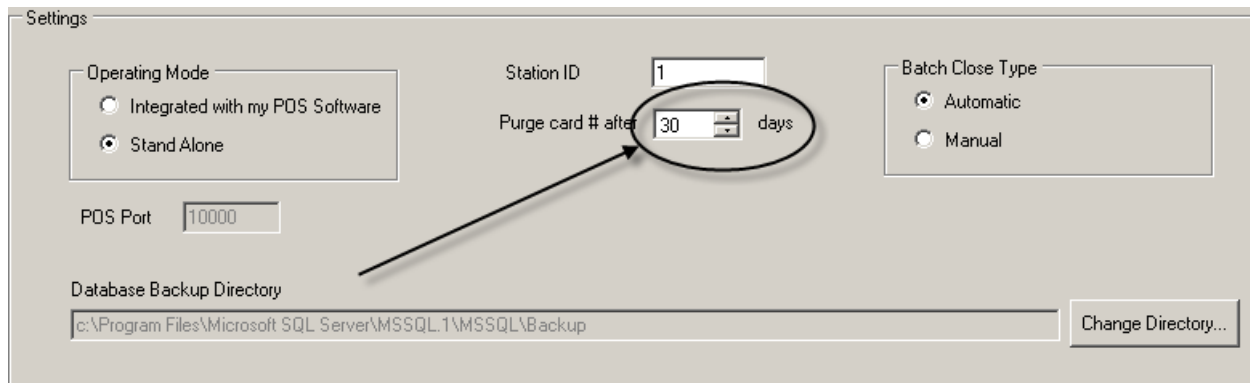 Settings
Operating Mode
Integrated with my POS Software
Stand Alone
POS Port 10000
Station ID 1
Purge card # after 30 days
Batch Close Type
Automatic
Manual
Database Backup Directory
c:\Program Files\Microsoft SQL Server\MSSQL.1\MSSQL\Backup
Change Directory...